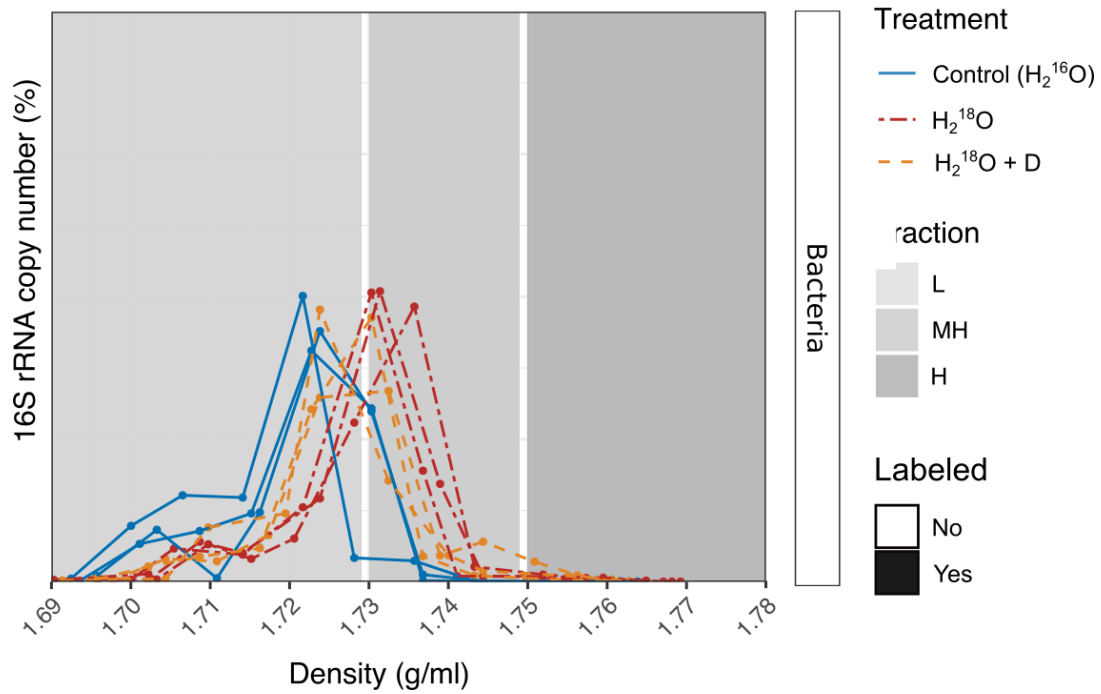 16S rRNA copy number (%)
1.69
1.70
1.71
1.72
1.73
1.74
1.75
1.76
1.77
1.78
Density (g/ml)
Bacteria
Treatment
Control (H₂¹⁶O)
H₂¹⁸O
H₂¹⁸O + D
raction
L
MH
H
Labeled
No
Yes